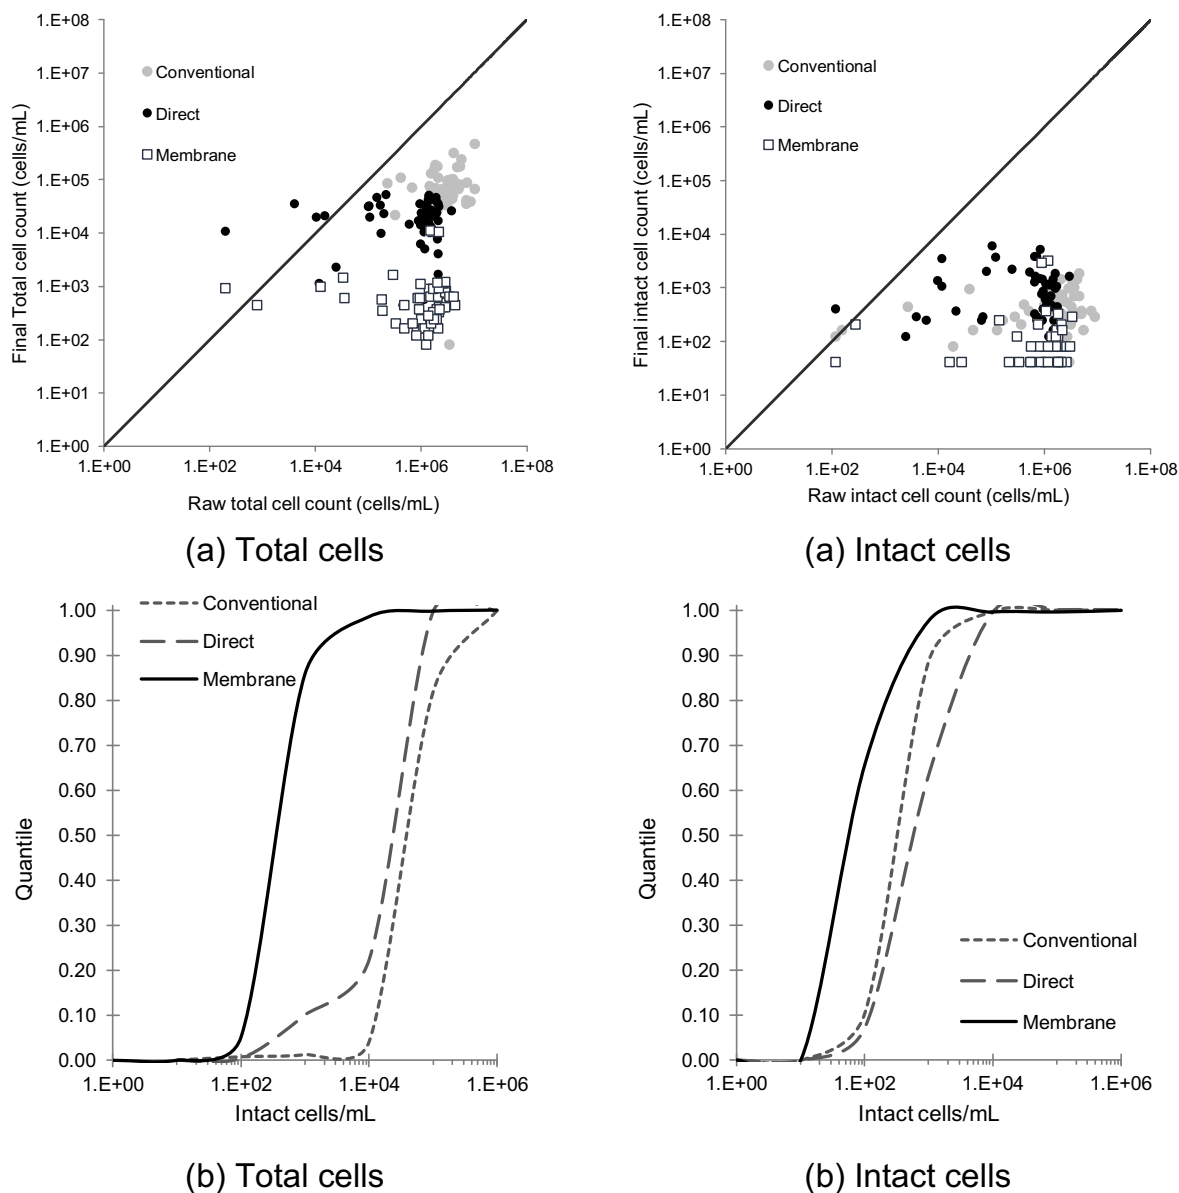 1.E+08
1.E+07
1.E+06
1.E+05
1.E+04
1.E+03
1.E+02
1.E+01
1.E+00
Final Total cell count (cells/mL)
Conventional
Direct
Membrane
1.E+00 1.E+02 1.E+04 1.E+06 1.E+08
Raw total cell count (cells/mL)
(a) Total cells
1.E+08
1.E+07
1.E+06
1.E+05
1.E+04
1.E+03
1.E+02
1.E+01
1.E+00
Final intact cell count (cells/mL)
Conventional
Direct
Membrane
1.E+00 1.E+02 1.E+04 1.E+06 1.E+08
Raw intact cell count (cells/mL)
(a) Intact cells
1.00
0.90
0.80
0.70
0.60
0.50
0.40
0.30
0.20
0.10
0.00
Quantile
Conventional
Direct
Membrane
1.E+00 1.E+02 1.E+04 1.E+06
Intact cells/mL
(b) Total cells
1.00
0.90
0.80
0.70
0.60
0.50
0.40
0.30
0.20
0.10
0.00
Quantile
Conventional
Direct
Membrane
1.E+00 1.E+02 1.E+04 1.E+06
Intact cells/mL
(b) Intact cells